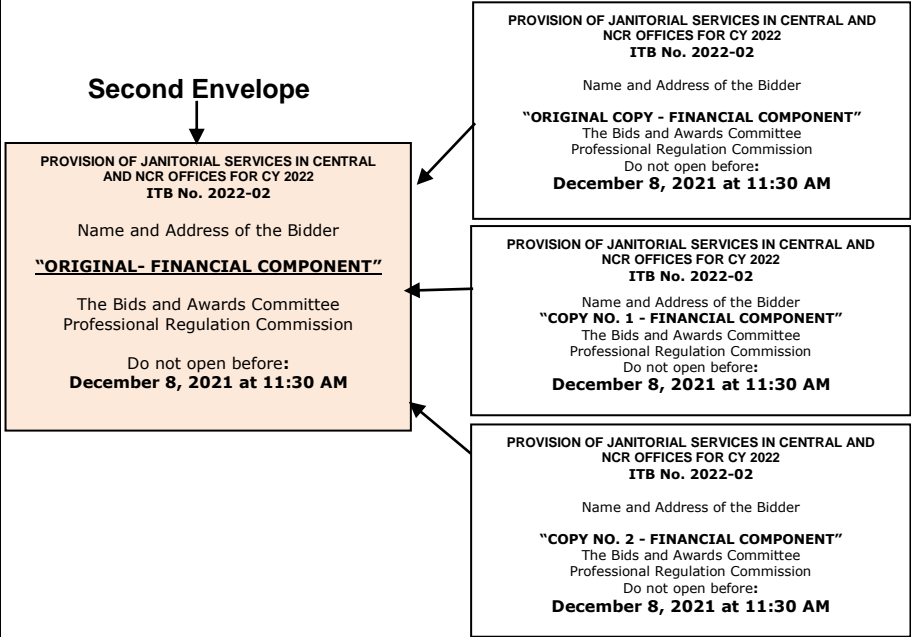 Second Envelope
PROVISION OF JANITORIAL SERVICES IN CENTRAL
AND NCR OFFICES FOR CY 2022
ITB No. 2022-02
Name and Address of the Bidder
“ORIGINAL- FINANCIAL COMPONENT”
The Bids and Awards Committee
Professional Regulation Commission
Do not open before:
December 8, 2021 at 11:30 AM
PROVISION OF JANITORIAL SERVICES IN CENTRAL AND
NCR OFFICES FOR CY 2022
ITB No. 2022-02
Name and Address of the Bidder
“ORIGINAL COPY - FINANCIAL COMPONENT”
The Bids and Awards Committee
Professional Regulation Commission
Do not open before:
December 8, 2021 at 11:30 AM
PROVISION OF JANITORIAL SERVICES IN CENTRAL AND
NCR OFFICES FOR CY 2022
ITB No. 2022-02
Name and Address of the Bidder
“COPY NO. 1 - FINANCIAL COMPONENT”
The Bids and Awards Committee
Professional Regulation Commission
Do not open before:
December 8, 2021 at 11:30 AM
PROVISION OF JANITORIAL SERVICES IN CENTRAL AND
NCR OFFICES FOR CY 2022
ITB No. 2022-02
Name and Address of the Bidder
“COPY NO. 2 - FINANCIAL COMPONENT”
The Bids and Awards Committee
Professional Regulation Commission
Do not open before:
December 8, 2021 at 11:30 AM